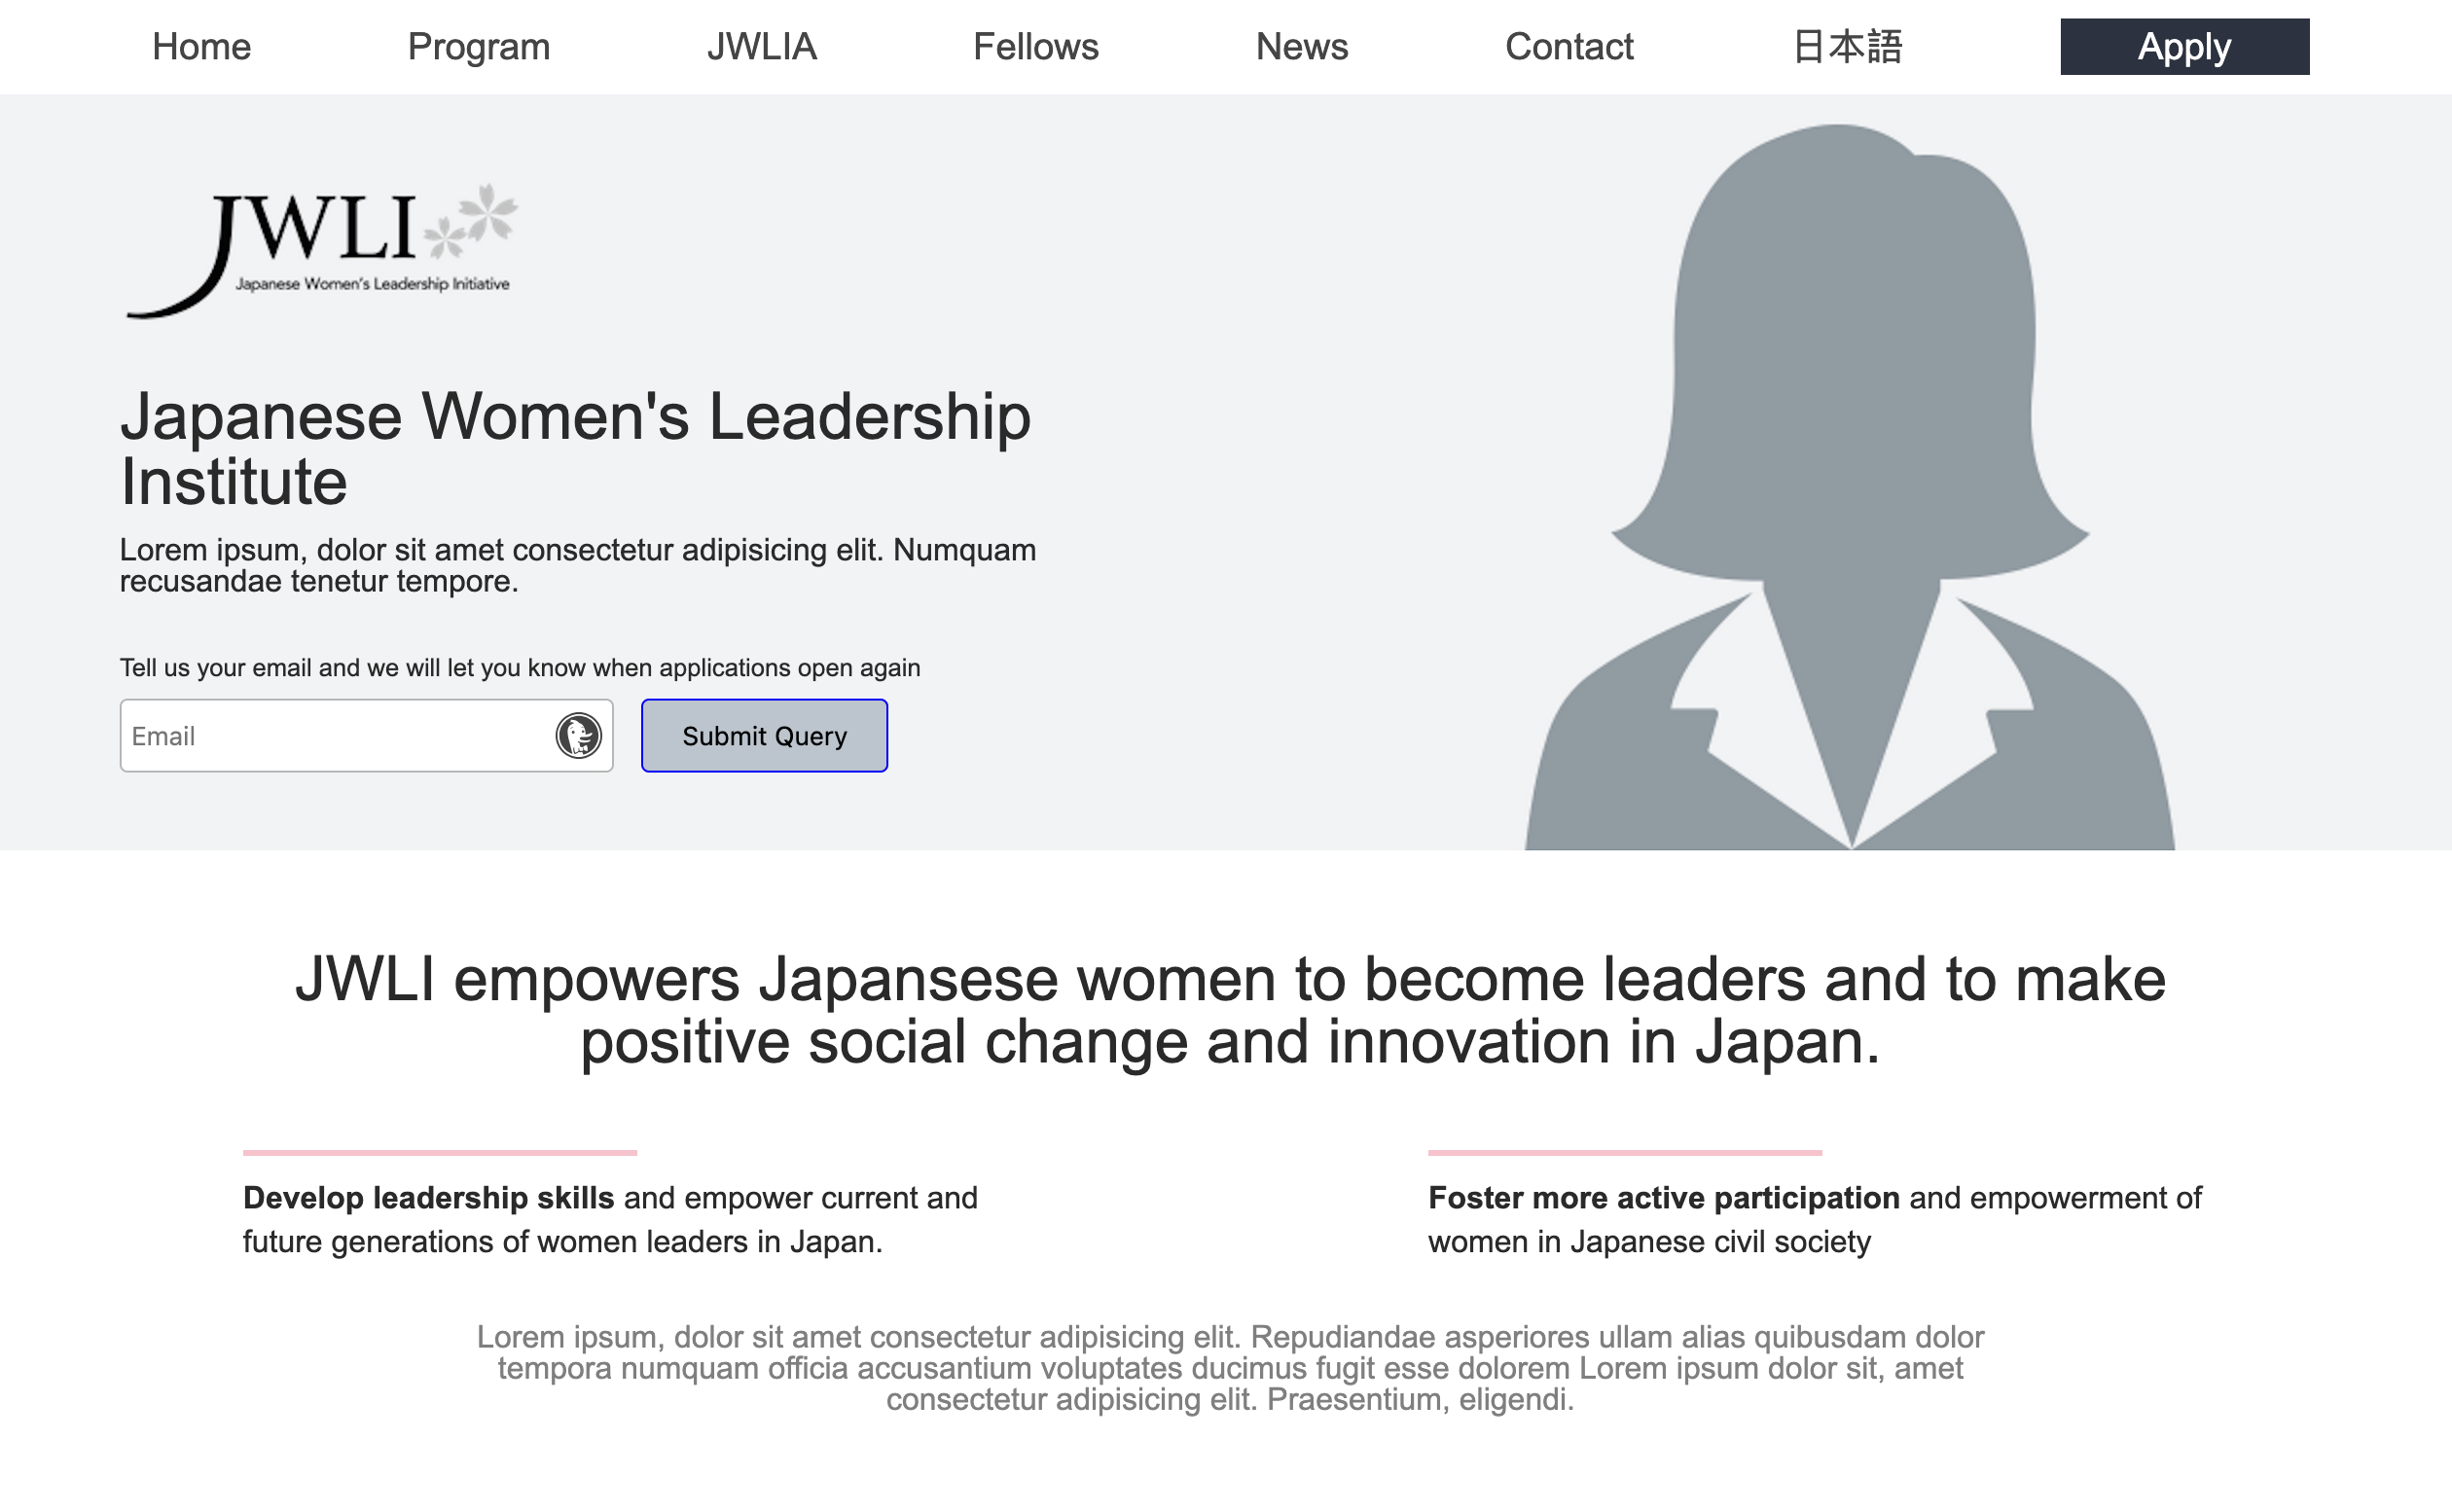 Home Program JWLIA Fellows News Contact 日本語 Apply
JWLI
Japanese Women's Leadership Initiative
Japanese Women's Leadership
Institute
Lorem ipsum, dolor sit amet consectetur adipisicing elit. Numquam
recusandae tenetur tempore.
Tell us your email and we will let you know when applications open again
Email Submit Query
JWLI empowers Japansese women to become leaders and to make
positive social change and innovation in Japan.
Develop leadership skills and empower current and
future generations of women leaders in Japan.
Foster more active participation and empowerment of
women in Japanese civil society
Lorem ipsum, dolor sit amet consectetur adipisicing elit. Repudiandae asperiores ullam alias quibusdam dolor
tempora numquam officia accusantium voluptates ducimus fugit esse dolorem Lorem ipsum dolor sit, amet
consectetur adipisicing elit. Praesentium, eligendi.